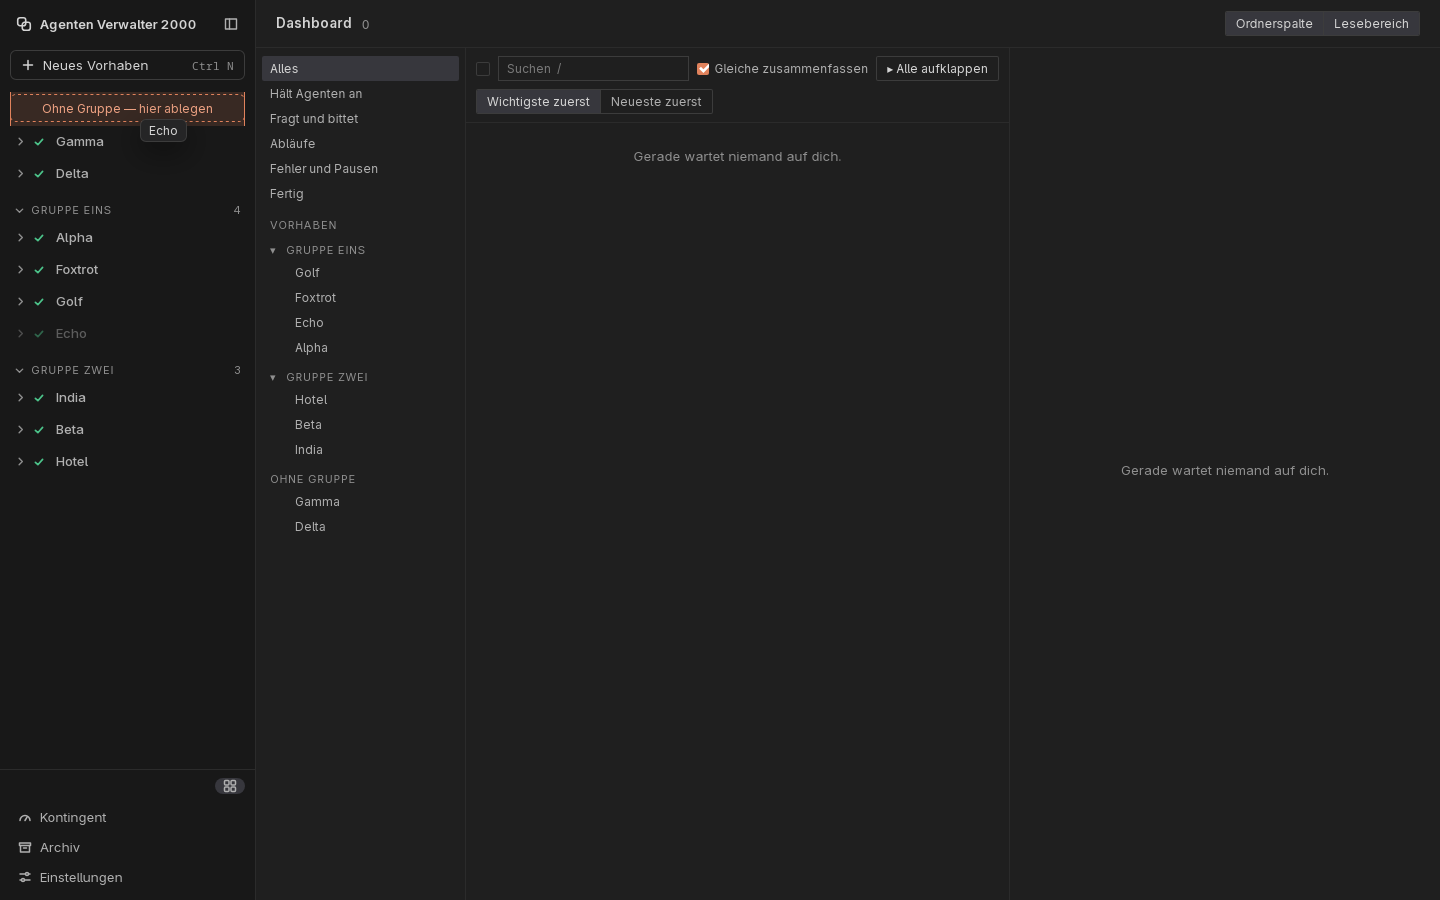 Agenten Verwalter 2000
Neues Vorhaben Ctrl N
Ohne Gruppe — hier ablegen
Echo
Gamma
Delta
GRUPPE EINS 4
Alpha
Foxtrot
Golf
Echo
GRUPPE ZWEI 3
India
Beta
Hotel
Kontingent
Archiv
Einstellungen
Dashboard 0
Ordnerspalte Lesebereich
Alles
Hält Agenten an
Fragt und bittet
Abläufe
Fehler und Pausen
Fertig
VORHABEN
GRUPPE EINS
Golf
Foxtrot
Echo
Alpha
GRUPPE ZWEI
Hotel
Beta
India
OHNE GRUPPE
Gamma
Delta
Suchen / Gleiche zusammenfassen ▸ Alle aufklappen
Wichtigste zuerst Neueste zuerst
Gerade wartet niemand auf dich.
Gerade wartet niemand auf dich.